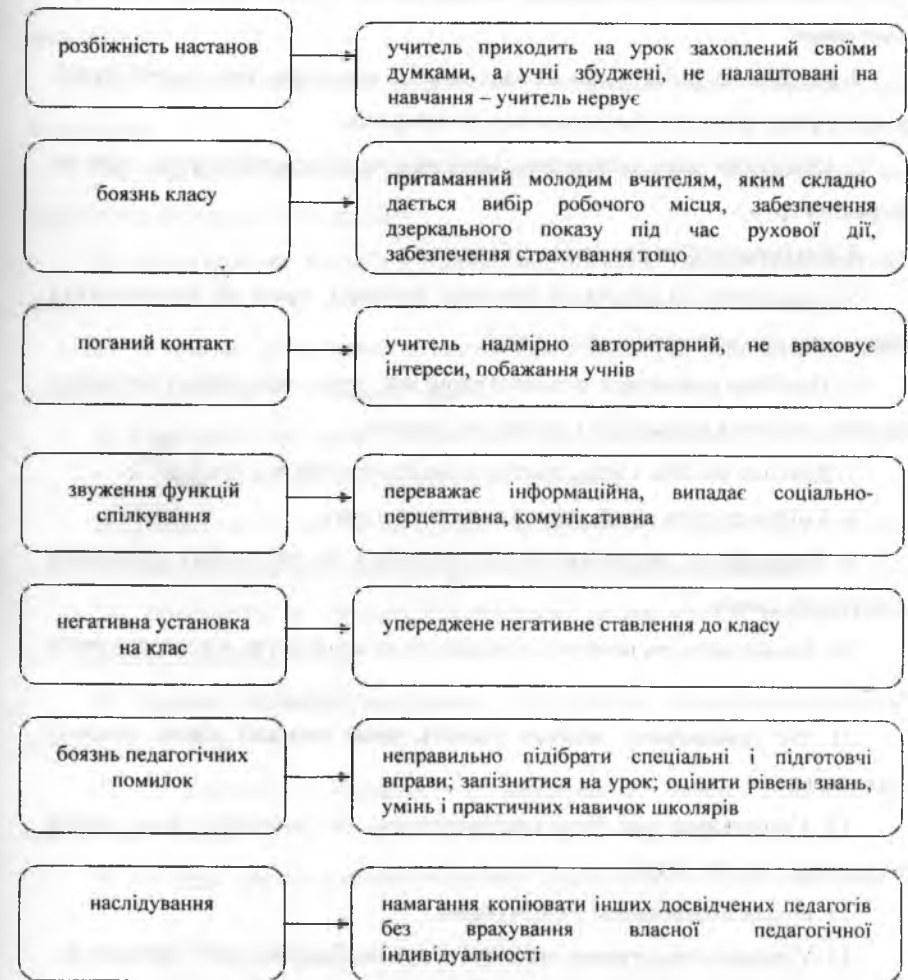 розбіжність настанов
учитель приходить на урок захоплений своїми
думками, а учні збуджені, не налаштовані на
навчання – учитель нервує
боязнь класу
притаманний молодим вчителям, яким складно
дається вибір робочого місця, забезпечення
дзеркального показу під час рухової дії,
забезпечення страхування тощо
поганий контакт
учитель надмірно авторитарний, не враховує
інтереси, побажання учнів
звуження функцій
спілкування
переважає інформаційна, випадає соціально-
перцептивна, комунікативна
негативна установка
на клас
упереджене негативне ставлення до класу
боязнь педагогічних
помилок
неправильно підібрати спеціальні і підготовчі
вправи; запізнитися на урок; оцінити рівень знань,
умінь і практичних навичок школярів
наслідування
намагання копіювати інших досвідчених педагогів
без врахування власної педагогічної
індивідуальності